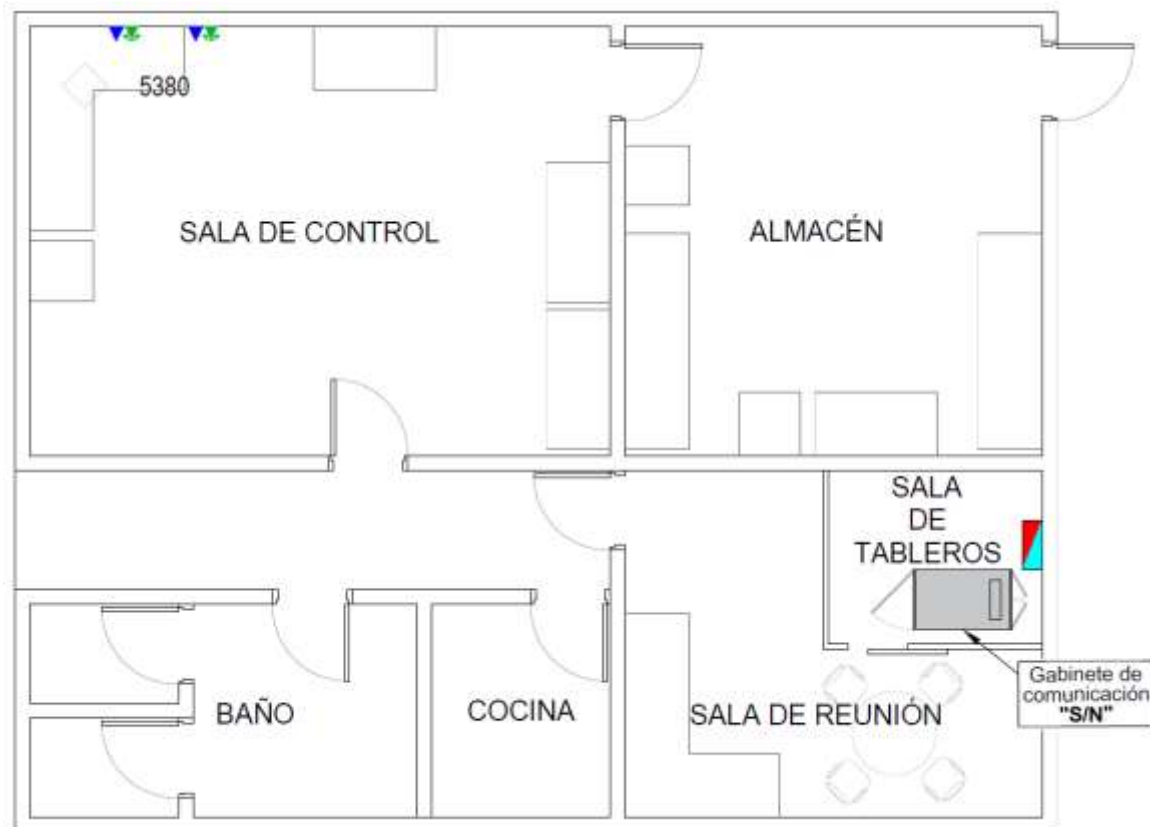 5380
SALA DE CONTROL
ALMACÉN
SALA
DE
TABLEROS
Gabinete de
comunicación
"S/N"
BAÑO
COCINA
SALA DE REUNIÓN